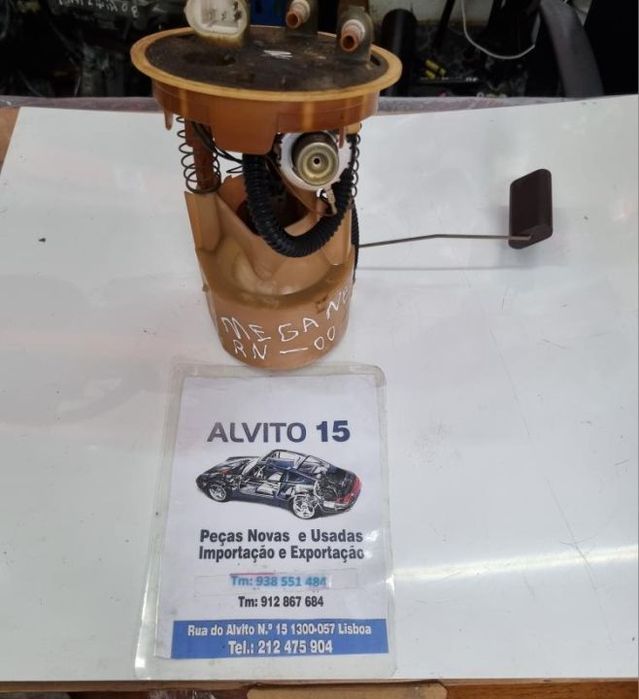 MEGANE
RN - 00
ALVITO 15
Peças Novas e Usadas
Importação e Exportação
Tm: 938 551 484
Tm: 912 867 684
Rua do Alvito N.º 15 1300-057 Lisboa
Tel.: 212 475 904